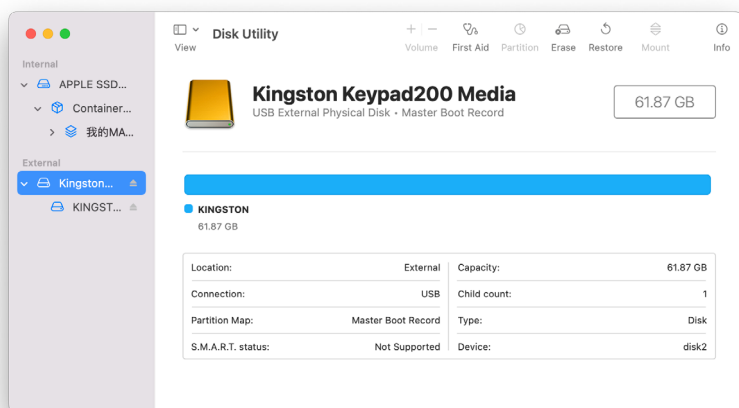 Disk Utility
View
Volume
First Aid
Partition
Erase
Restore
Mount
Info
Internal
APPLE SSD...
Container...
我的MA...
External
Kingston...
KINGST...
Kingston Keypad200 Media
USB External Physical Disk • Master Boot Record
61.87 GB
KINGSTON
61.87 GB
Location: External
Capacity: 61.87 GB
Connection: USB
Child count: 1
Partition Map: Master Boot Record
Type: Disk
S.M.A.R.T. status: Not Supported
Device: disk2